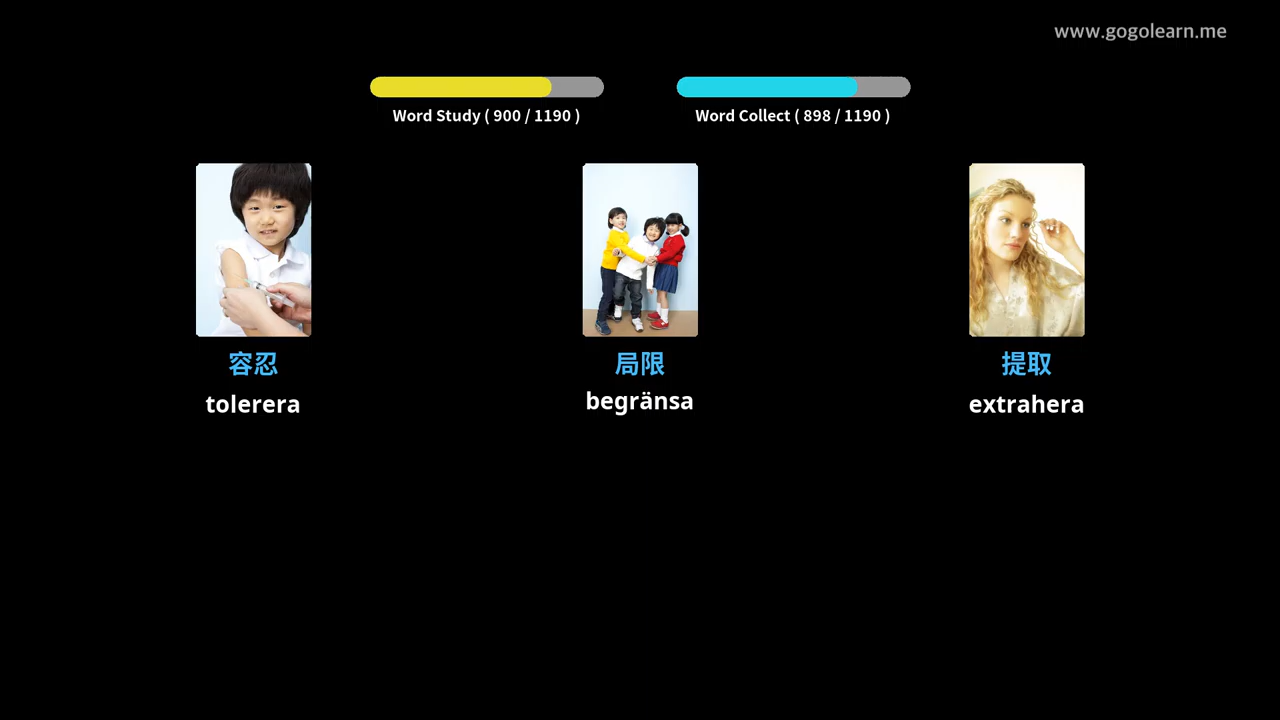 www.gogolearn.me
Word Study ( 900 / 1190 )
Word Collect ( 898 / 1190 )
容忍
局限
提取
tolerera
begränsa
extrahera